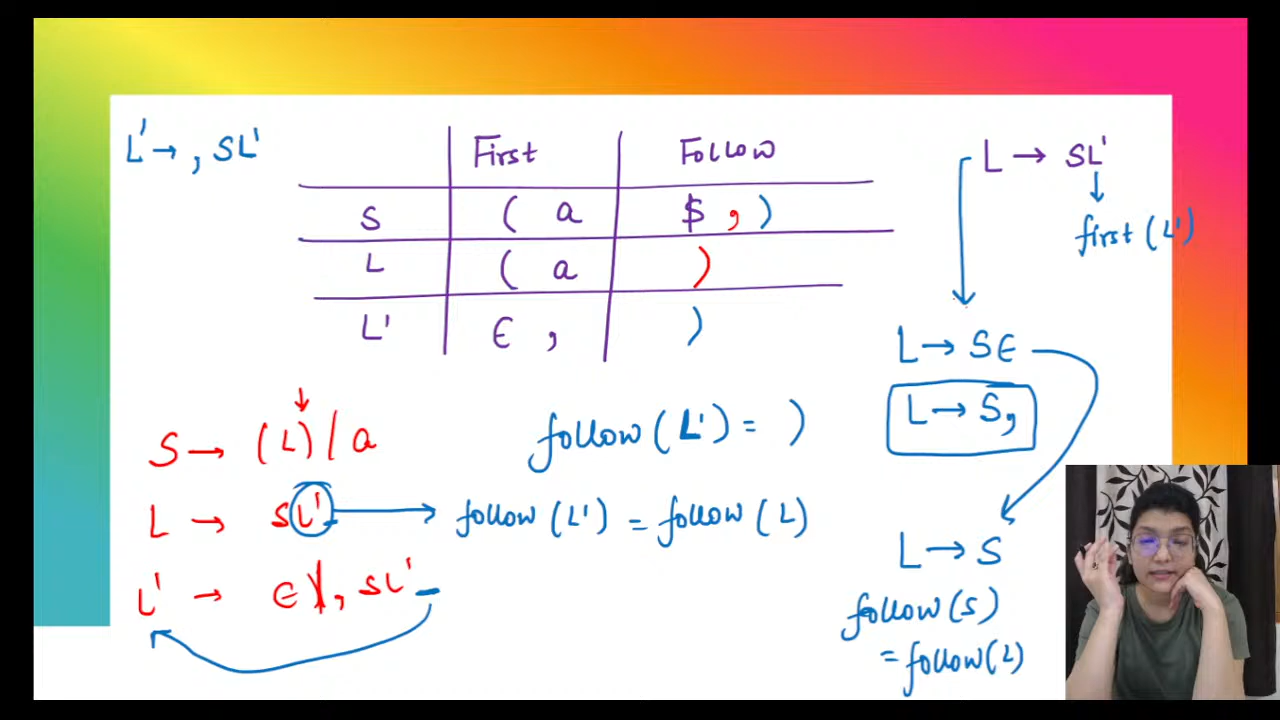 L' → , SL'
First Follow
S ( a $ , )
L ( a )
L' ϵ , )
L → SL'
first (L')
L → Sϵ
L → S,
L → S
follow(s)
= follow(L)
S → (L) / a
L → SL'
L' → ϵ / , SL'
follow (L') = )
follow (L') = follow (L)